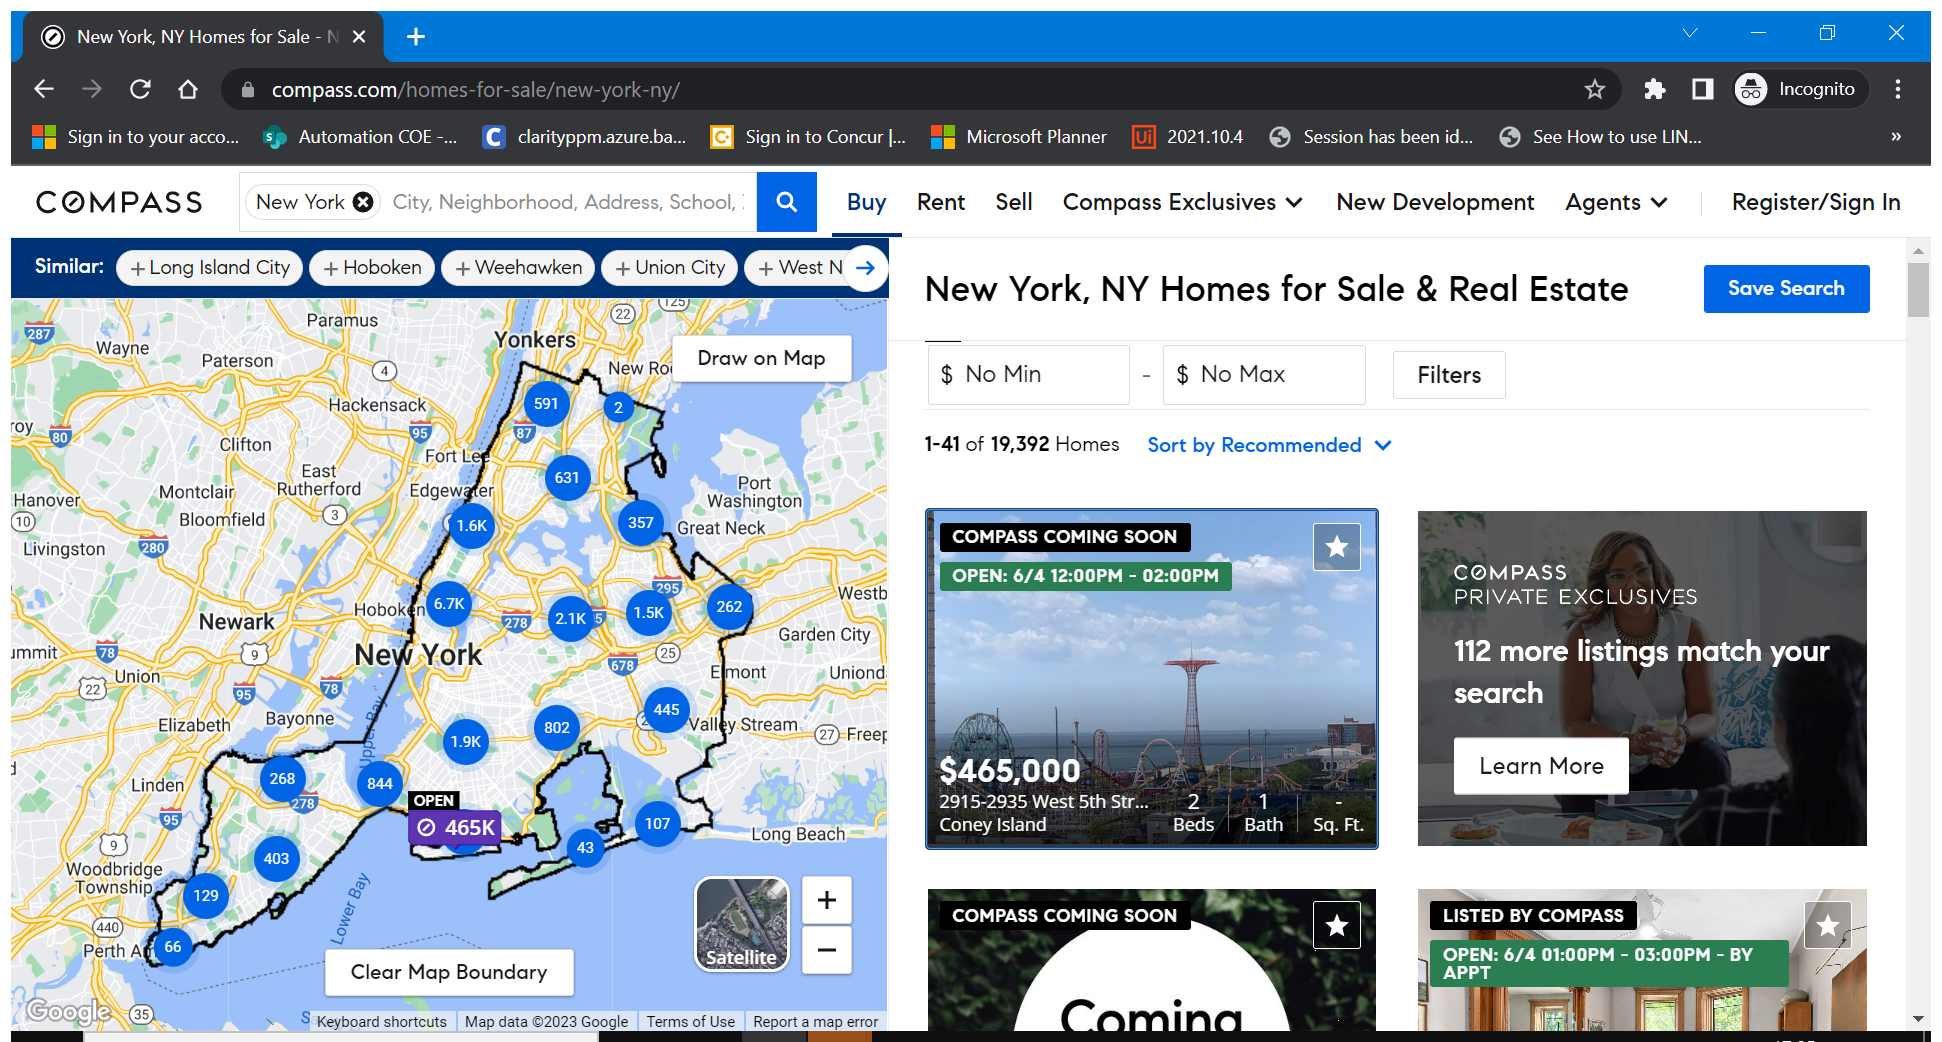 New York, NY Homes for Sale - N
compass.com/homes-for-sale/new-york-ny/
Incognito
Sign in to your acco...
Automation COE -...
clarityppm.azure.ba...
Sign in to Concur |...
Microsoft Planner
2021.10.4
Session has been id...
See How to use LIN...
»
COMPASS
New York
City, Neighborhood, Address, School,
Buy
Rent
Sell
Compass Exclusives
New Development
Agents
Register/Sign In
Similar:
+ Long Island City
+ Hoboken
+ Weehawken
+ Union City
+ West N
New York, NY Homes for Sale & Real Estate
Save Search
$ No Min
-
$ No Max
Filters
1-41 of 19,392 Homes
Sort by Recommended
COMPASS COMING SOON
OPEN: 6/4 12:00PM - 02:00PM
$465,000
2915-2935 West 5th Str...
Coney Island
2
Beds
1
Bath
-
Sq. Ft.
COMPASS
PRIVATE EXCLUSIVES
112 more listings match your
search
Learn More
COMPASS COMING SOON
Coming
LISTED BY COMPASS
OPEN: 6/4 01:00PM - 03:00PM - BY
APPT
Draw on Map
Paramus
22
125
287
Wayne
Yonkers
Paterson
4
New Ro
Hackensack
591
2
80
Clifton
95
87
Fort Lee
East
Rutherford
631
Hanover
Montclair
Edgewater
Port
Washington
10
Bloomfield
3
1.6K
357
Great Neck
Livingston
280
295
Westb
Hoboken
6.7K
278
2.1K
1.5K
262
Newark
Garden City
78
9
New York
678
25
Union
Elmont
Uniond
22
95
78
Elizabeth
Bayonne
Upper Bay
445
Valley Stream
27
Freep
1.9K
802
Linden
268
278
844
95
OPEN
465K
107
Long Beach
9
403
43
Woodbridge
Township
129
Lower Bay
440
Perth Am
66
Satellite
+
−
Clear Map Boundary
Google
35
Keyboard shortcuts
Map data ©2023 Google
Terms of Use
Report a map error